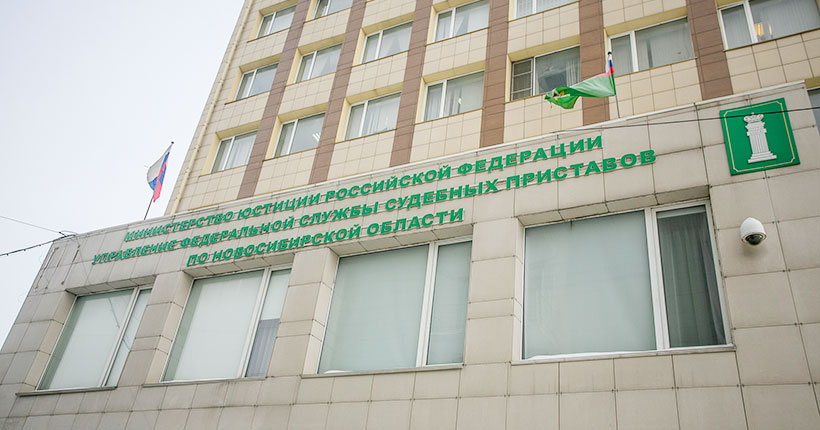 МИНИСТЕРСТВО ЮСТИЦИИ РОССИЙСКОЙ ФЕДЕРАЦИИ
УПРАВЛЕНИЕ ФЕДЕРАЛЬНОЙ СЛУЖБЫ СУДЕБНЫХ ПРИСТАВОВ
ПО НОВОСИБИРСКОЙ ОБЛАСТИ